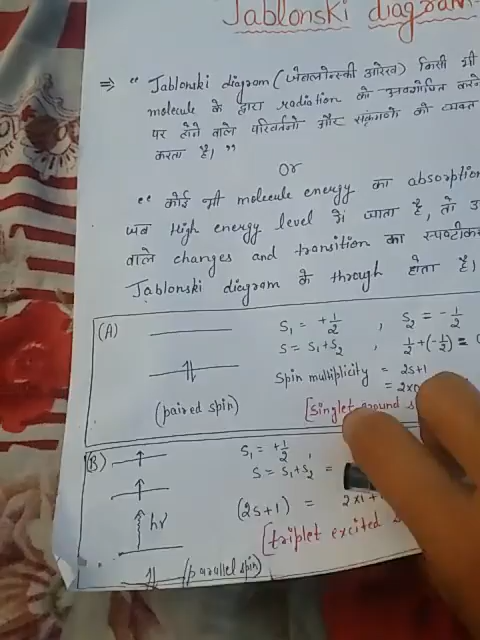 Jablonski diagram
⇒ " Jablonski diagram (जैबलोन्स्की आरेख) किसी भी
molecule के द्वारा radiation को अवशोषित करने
पर होने वाले परिवर्तनो और संक्रमणो को व्यक्त
करता है। "
Or
" कोई भी molecule energy का absorption
जब High energy level में जाता है, तो
वाले changes and transition का स्पष्टीकरण
Jablonski diagram के through होता है।
(A) S₁ = +1/2 , S₂ = -1/2
S = S₁+S₂ , 1/2+(-1/2) =
Spin multiplicity = 2S+1
= 2x0
(paired spin) [singlet ground
(B) S₁ = +1/2 ,
S = S₁+S₂ =
hν (2S+1) = 2x1+
[triplet excited
(parallel spin)